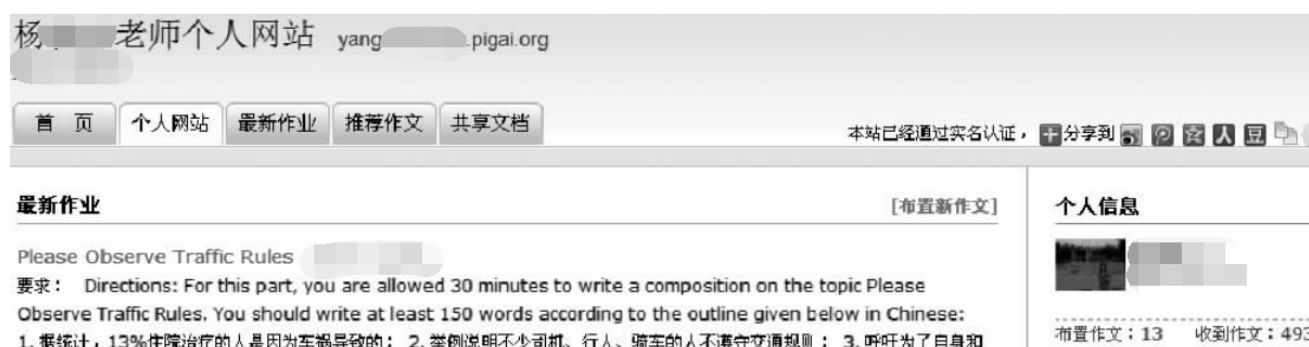 杨 老师个人网站 yang .pigai.org
首 页 个人网站 最新作业 推荐作文 共享文档
本站已经通过实名认证， 分享到 人 豆
最新作业 [布置新作文]
Please Observe Traffic Rules
要求： Directions: For this part, you are allowed 30 minutes to write a composition on the topic Please
Observe Traffic Rules. You should write at least 150 words according to the outline given below in Chinese:
1. 据统计，13%住院治疗的人是因为车祸导致的； 2. 举例说明不少司机、行人、骑车的人不遵守交通规则； 3. 呼吁为了自身和
个人信息
布置作文：13 收到作文：493